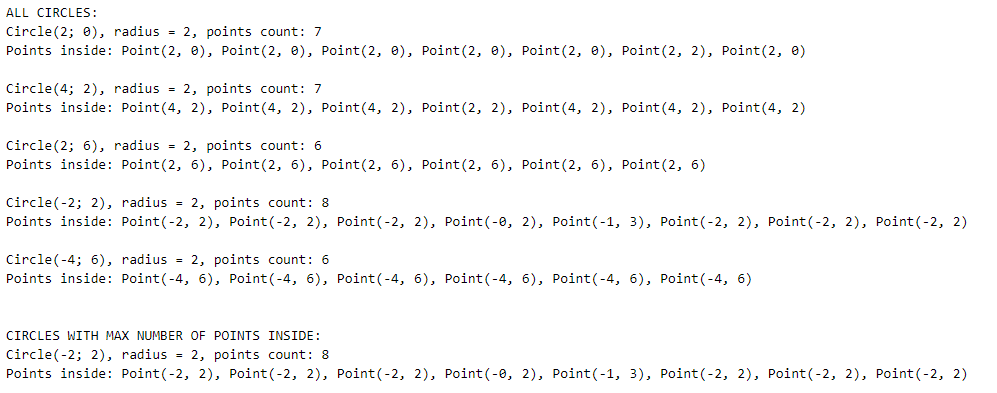 ALL CIRCLES:
Circle(2; 0), radius = 2, points count: 7
Points inside: Point(2, 0), Point(2, 0), Point(2, 0), Point(2, 0), Point(2, 0), Point(2, 2), Point(2, 0)
Circle(4; 2), radius = 2, points count: 7
Points inside: Point(4, 2), Point(4, 2), Point(4, 2), Point(2, 2), Point(4, 2), Point(4, 2), Point(4, 2)
Circle(2; 6), radius = 2, points count: 6
Points inside: Point(2, 6), Point(2, 6), Point(2, 6), Point(2, 6), Point(2, 6), Point(2, 6)
Circle(-2; 2), radius = 2, points count: 8
Points inside: Point(-2, 2), Point(-2, 2), Point(-2, 2), Point(-0, 2), Point(-1, 3), Point(-2, 2), Point(-2, 2), Point(-2, 2)
Circle(-4; 6), radius = 2, points count: 6
Points inside: Point(-4, 6), Point(-4, 6), Point(-4, 6), Point(-4, 6), Point(-4, 6), Point(-4, 6)
CIRCLES WITH MAX NUMBER OF POINTS INSIDE:
Circle(-2; 2), radius = 2, points count: 8
Points inside: Point(-2, 2), Point(-2, 2), Point(-2, 2), Point(-0, 2), Point(-1, 3), Point(-2, 2), Point(-2, 2), Point(-2, 2)